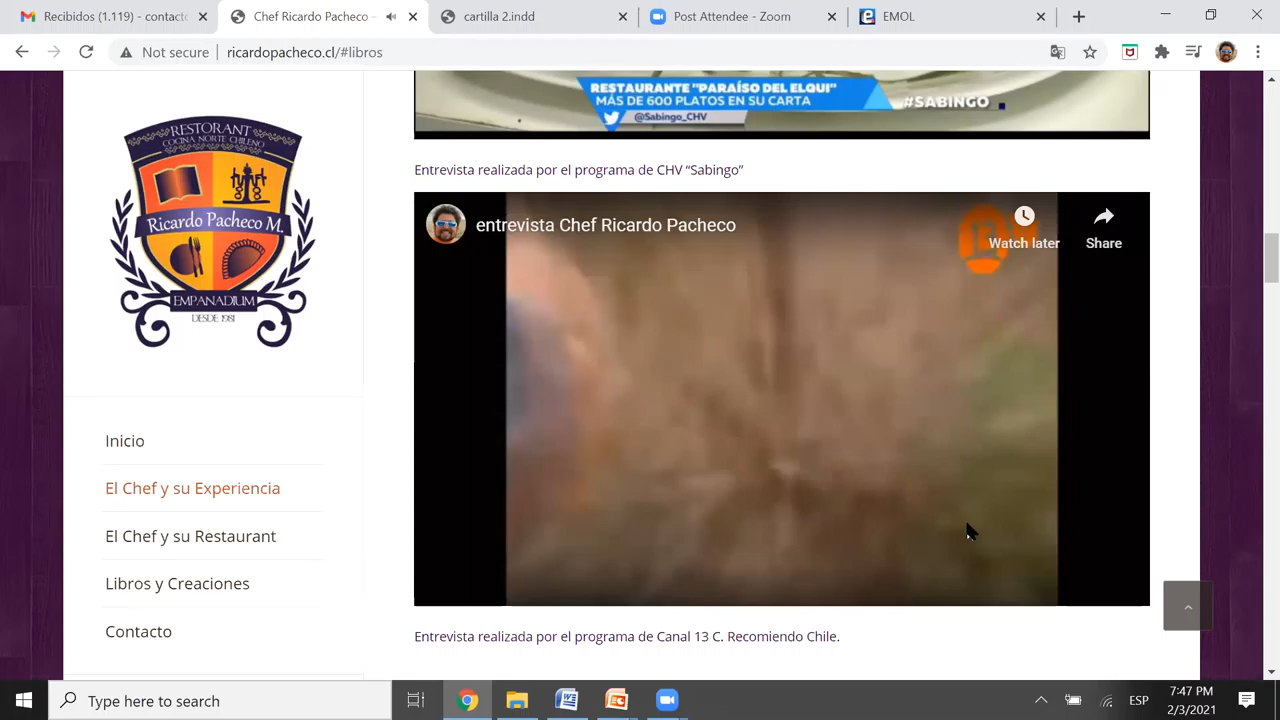 Recibidos (1.119) - contact
Chef Ricardo Pacheco -
cartilla 2.indd
Post Attendee - Zoom
EMOL
Not secure
ricardopacheco.cl/#libros
RESTAURANTE "PARAÍSO DEL ELQUI"
MÁS DE 600 PLATOS EN SU CARTA
#SABINGO
@Sabingo_CHV
RESTORANT
COCINA NORTE CHILENO
Ricardo Pacheco M.
EMPANADIUM
DESDE 1981
Entrevista realizada por el programa de CHV “Sabingo”
entrevista Chef Ricardo Pacheco
Watch later
Share
13
Inicio
El Chef y su Experiencia
El Chef y su Restaurant
Libros y Creaciones
Contacto
Entrevista realizada por el programa de Canal 13 C. Recomiendo Chile.
Type here to search
ESP
7:47 PM
2/3/2021